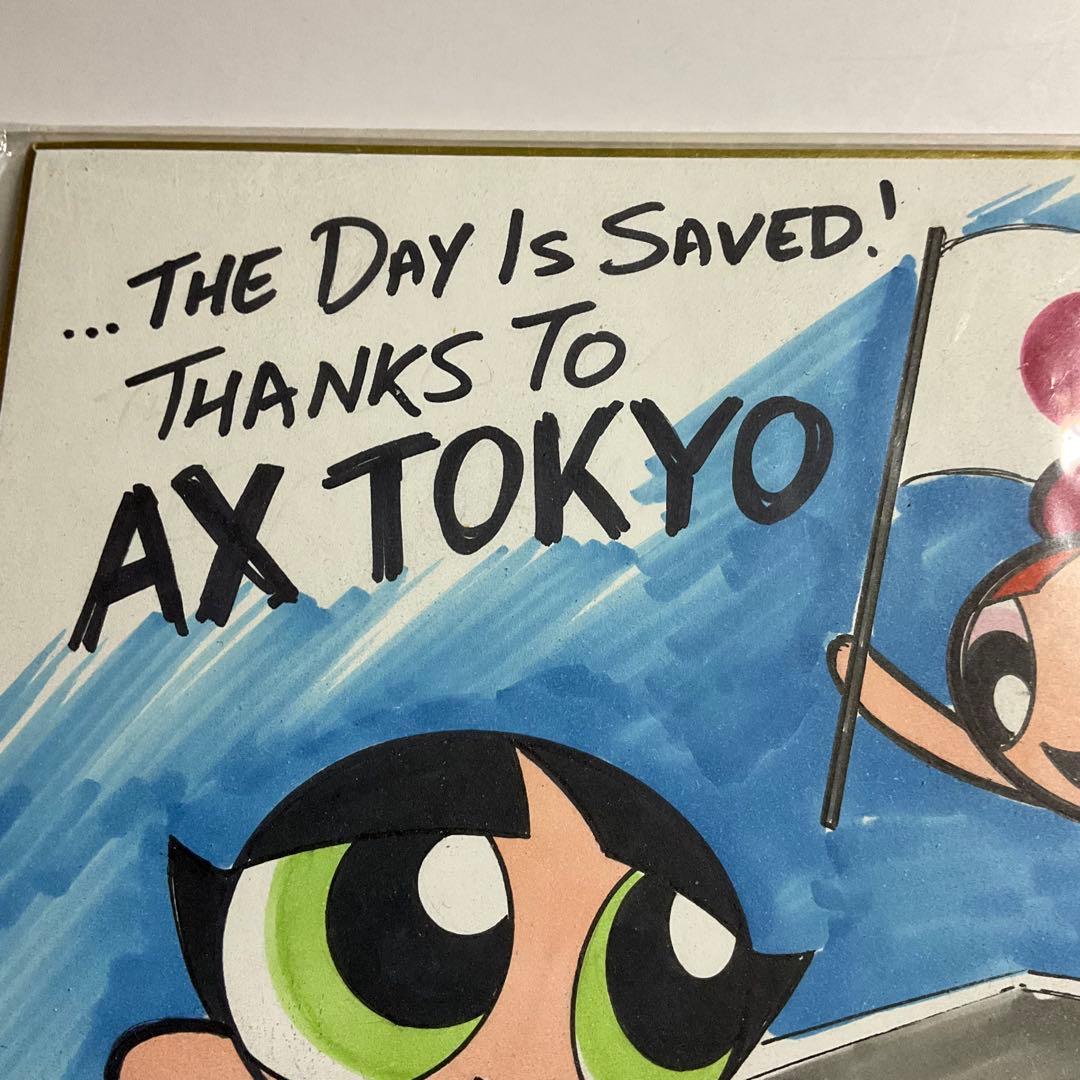 ...THE DAY IS SAVED!
THANKS TO
AX TOKYO